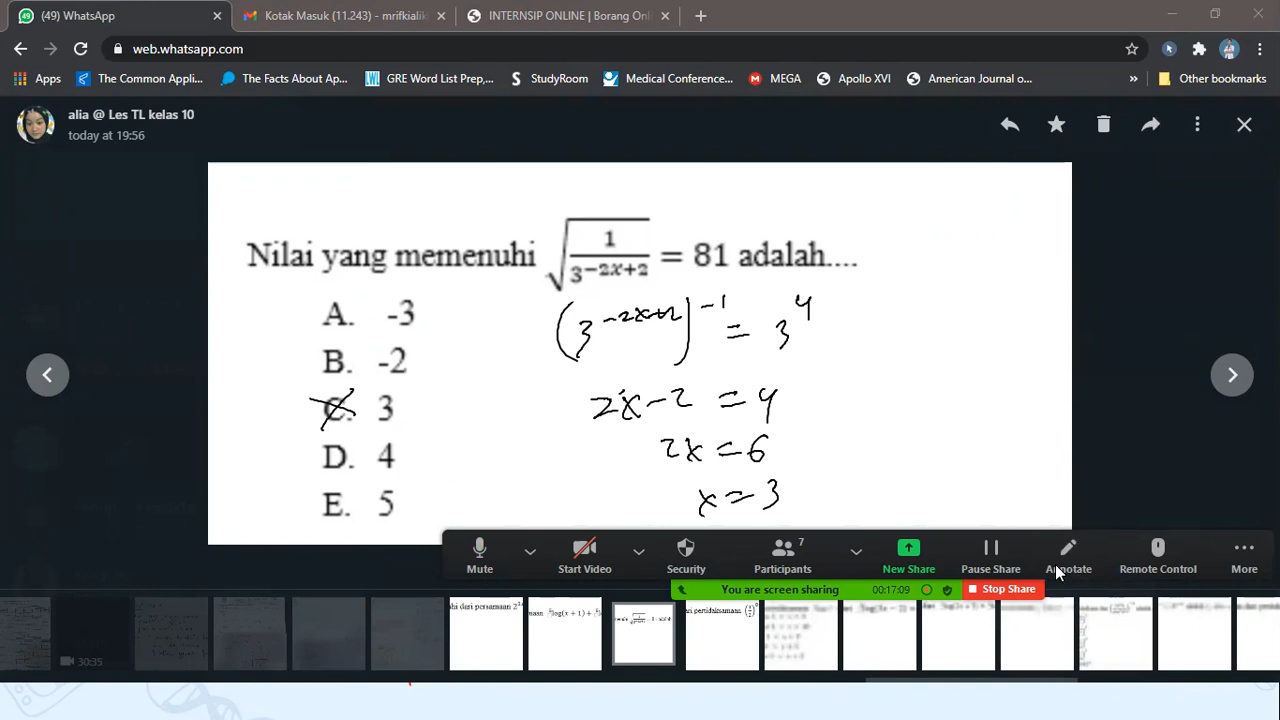 (49) WhatsApp
Kotak Masuk (11.243) - mrifkialik
INTERNSIP ONLINE | Borang Onl
web.whatsapp.com
Apps
The Common Appli...
The Facts About Ap...
GRE Word List Prep,...
StudyRoom
Medical Conference...
MEGA
Apollo XVI
American Journal o...
»
Other bookmarks
alia @ Les TL kelas 10
today at 19:56
Nilai yang memenuhi √(1/3^(-2x+2)) = 81 adalah....
A. -3
B. -2
C. 3
D. 4
E. 5
(3^(-2x+2))^(-1) = 3^4
2x-2 = 4
2x = 6
x = 3
7
Mute
Start Video
Security
Participants
New Share
Pause Share
Annotate
Remote Control
More
You are screen sharing
00:17:09
Stop Share
30:35